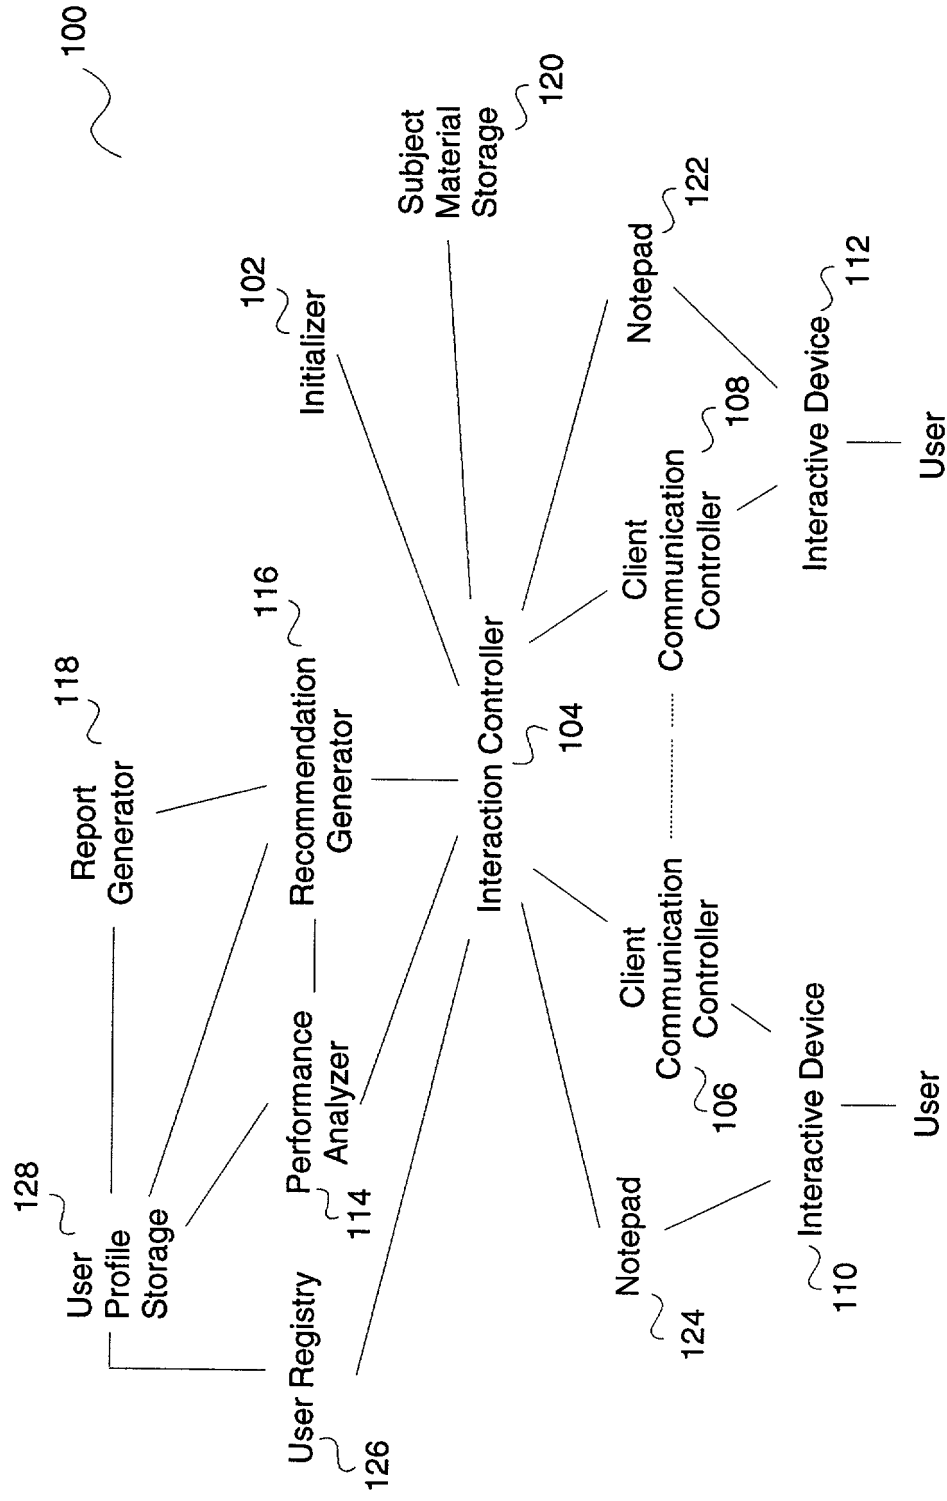 100
118
128
Report
Generator
User
Profile
Storage
102
116
Initializer
Recommendation
Generator
Performance
Analyzer
114
User Registry
126
Subject
Material
Storage
120
Interaction Controller
104
122
Notepad
108
Client
Communication
Controller
Client
Communication
Controller
106
Notepad
124
112
Interactive Device
Interactive Device
110
User
User